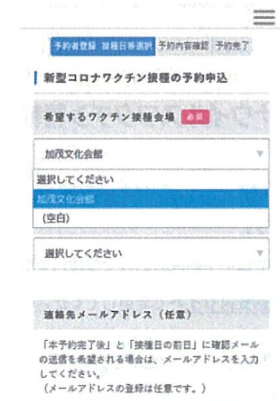 予約者登録 接種日等選択 予約内容確認 予約完了
新型コロナワクチン接種の予約申込
希望するワクチン接種会場 必須
加茂文化会館
選択してください
加茂文化会館
(空白)
選択してください
連絡先メールアドレス（任意）
「本予約完了後」と「接種日の前日」に確認メール
の送信を希望される場合は、メールアドレスを入力
してください。
（メールアドレスの登録は任意です。）